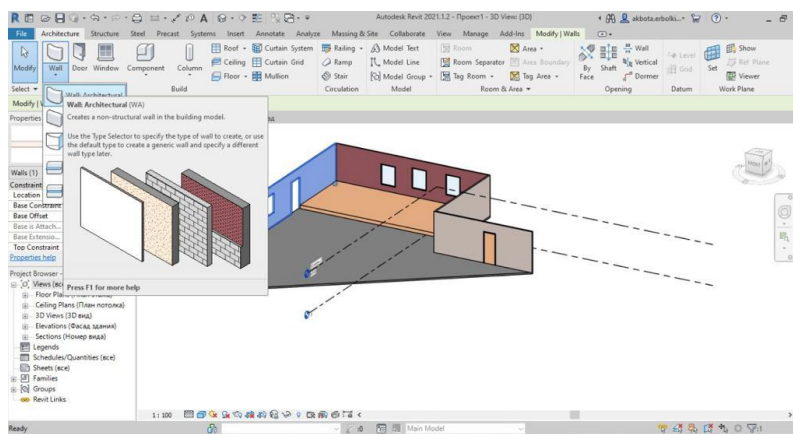 Autodesk Revit 2021.1.2 - Проект1 - 3D View: {3D}
akbota.erbolki...
File Architecture Structure Steel Precast Systems Insert Annotate Analyze Massing & Site Collaborate View Manage Add-Ins Modify | Walls
Modify Wall Door Window Component Column
Roof Curtain System Railing Model Text Room Area Wall Level Show
Ceiling Curtain Grid Ramp Model Line Room Separator Area Boundary Vertical Grid Ref Plane
Floor Mullion Stair Model Group Tag Room Tag Area By Face Shaft Dormer Set Viewer
Select Build Circulation Model Room & Area Opening Datum Work Plane
Modify |
Wall: Architectural
Properties
Wall: Architectural (WA)
Creates a non-structural wall in the building model.
Use the Type Selector to specify the type of wall to create, or use
the default type to create a generic wall and specify a different
wall type later.
Press F1 for more help
Walls (1)
Constraint
Location
Base Constraint
Base Offset
Base is Attach...
Base Extensio...
Top Constraint
Properties help
Project Browser -
Views (все)
Floor Plans (План этажа)
Ceiling Plans (План потолка)
3D Views (3D вид)
Elevations (Фасад здания)
Sections (Номер вида)
Legends
Schedules/Quantities (все)
Sheets (все)
Families
Groups
Revit Links
1 : 100
Ready
:0
Main Model
:1